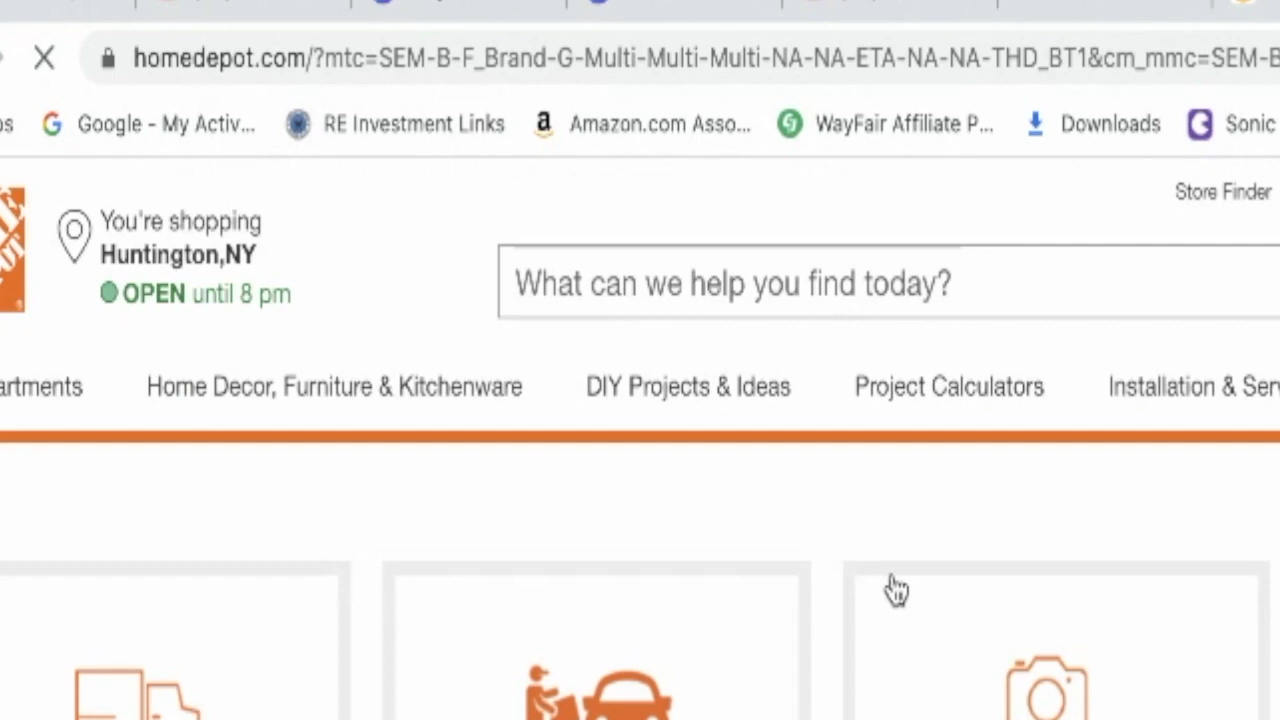 homedepot.com/?mtc=SEM-B-F_Brand-G-Multi-Multi-Multi-NA-NA-ETA-NA-NA-THD_BT1&cm_mmc=SEM-B
ps Google - My Activ... RE Investment Links Amazon.com Asso... WayFair Affiliate P... Downloads Sonic
Store Finder
You're shopping
Huntington,NY
OPEN until 8 pm
What can we help you find today?
artments Home Decor, Furniture & Kitchenware DIY Projects & Ideas Project Calculators Installation & Serv